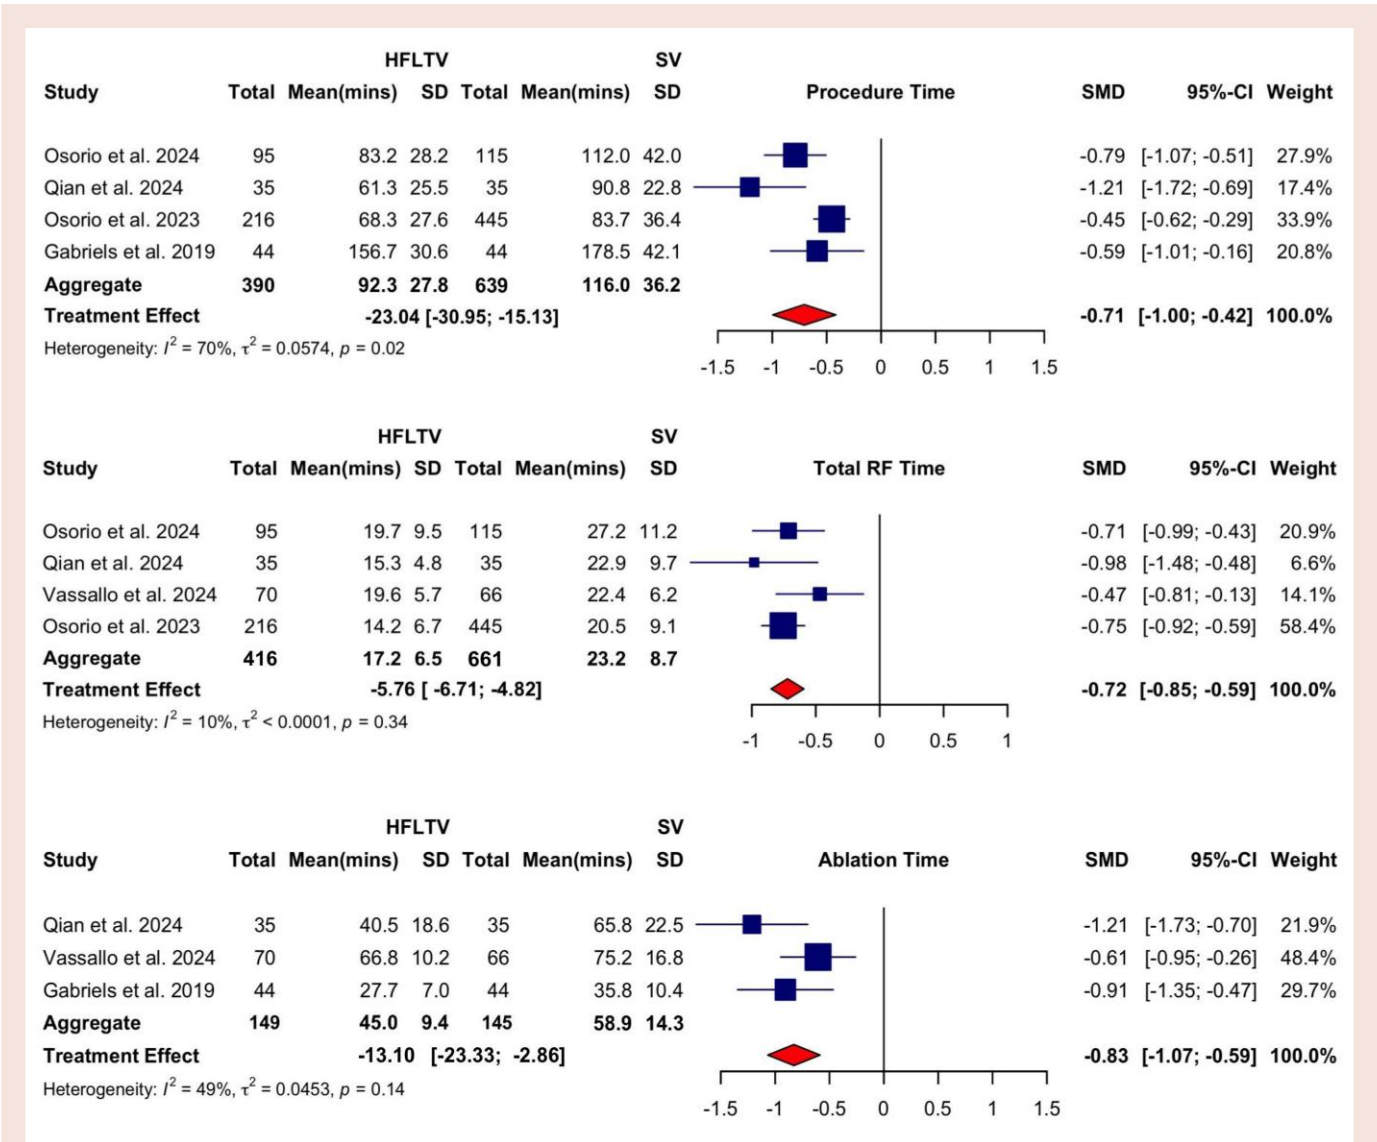 HFLTV SV
Study Total Mean(mins) SD Total Mean(mins) SD Procedure Time SMD 95%-CI Weight
Osorio et al. 2024 95 83.2 28.2 115 112.0 42.0 -0.79 [-1.07; -0.51] 27.9%
Qian et al. 2024 35 61.3 25.5 35 90.8 22.8 -1.21 [-1.72; -0.69] 17.4%
Osorio et al. 2023 216 68.3 27.6 445 83.7 36.4 -0.45 [-0.62; -0.29] 33.9%
Gabriels et al. 2019 44 156.7 30.6 44 178.5 42.1 -0.59 [-1.01; -0.16] 20.8%
Aggregate 390 92.3 27.8 639 116.0 36.2
Treatment Effect -23.04 [-30.95; -15.13] -0.71 [-1.00; -0.42] 100.0%
Heterogeneity: I² = 70%, τ² = 0.0574, p = 0.02
-1.5 -1 -0.5 0 0.5 1 1.5
HFLTV SV
Study Total Mean(mins) SD Total Mean(mins) SD Total RF Time SMD 95%-CI Weight
Osorio et al. 2024 95 19.7 9.5 115 27.2 11.2 -0.71 [-0.99; -0.43] 20.9%
Qian et al. 2024 35 15.3 4.8 35 22.9 9.7 -0.98 [-1.48; -0.48] 6.6%
Vassallo et al. 2024 70 19.6 5.7 66 22.4 6.2 -0.47 [-0.81; -0.13] 14.1%
Osorio et al. 2023 216 14.2 6.7 445 20.5 9.1 -0.75 [-0.92; -0.59] 58.4%
Aggregate 416 17.2 6.5 661 23.2 8.7
Treatment Effect -5.76 [ -6.71; -4.82] -0.72 [-0.85; -0.59] 100.0%
Heterogeneity: I² = 10%, τ² < 0.0001, p = 0.34
-1 -0.5 0 0.5 1
HFLTV SV
Study Total Mean(mins) SD Total Mean(mins) SD Ablation Time SMD 95%-CI Weight
Qian et al. 2024 35 40.5 18.6 35 65.8 22.5 -1.21 [-1.73; -0.70] 21.9%
Vassallo et al. 2024 70 66.8 10.2 66 75.2 16.8 -0.61 [-0.95; -0.26] 48.4%
Gabriels et al. 2019 44 27.7 7.0 44 35.8 10.4 -0.91 [-1.35; -0.47] 29.7%
Aggregate 149 45.0 9.4 145 58.9 14.3
Treatment Effect -13.10 [-23.33; -2.86] -0.83 [-1.07; -0.59] 100.0%
Heterogeneity: I² = 49%, τ² = 0.0453, p = 0.14
-1.5 -1 -0.5 0 0.5 1 1.5